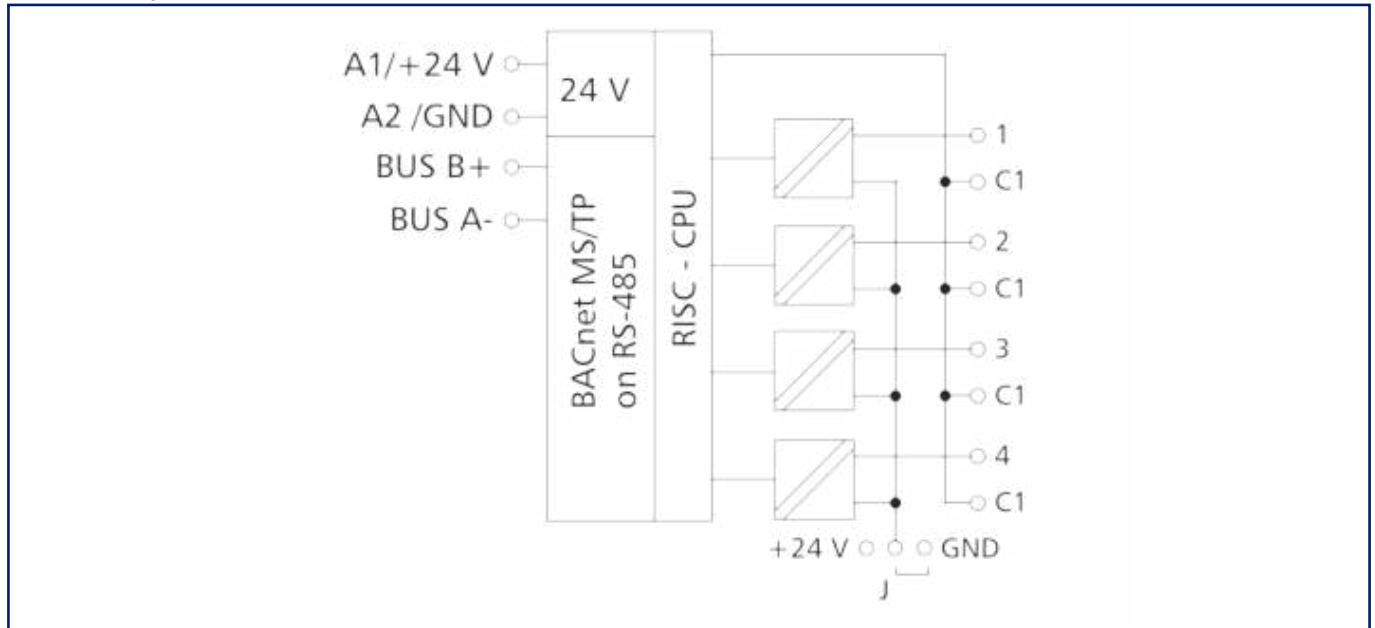 A1/+24 V
A2 /GND
BUS B+
BUS A-
24 V
BACnet MS/TP
on RS-485
RISC - CPU
1
C1
2
C1
3
C1
4
C1
+24 V
GND
J